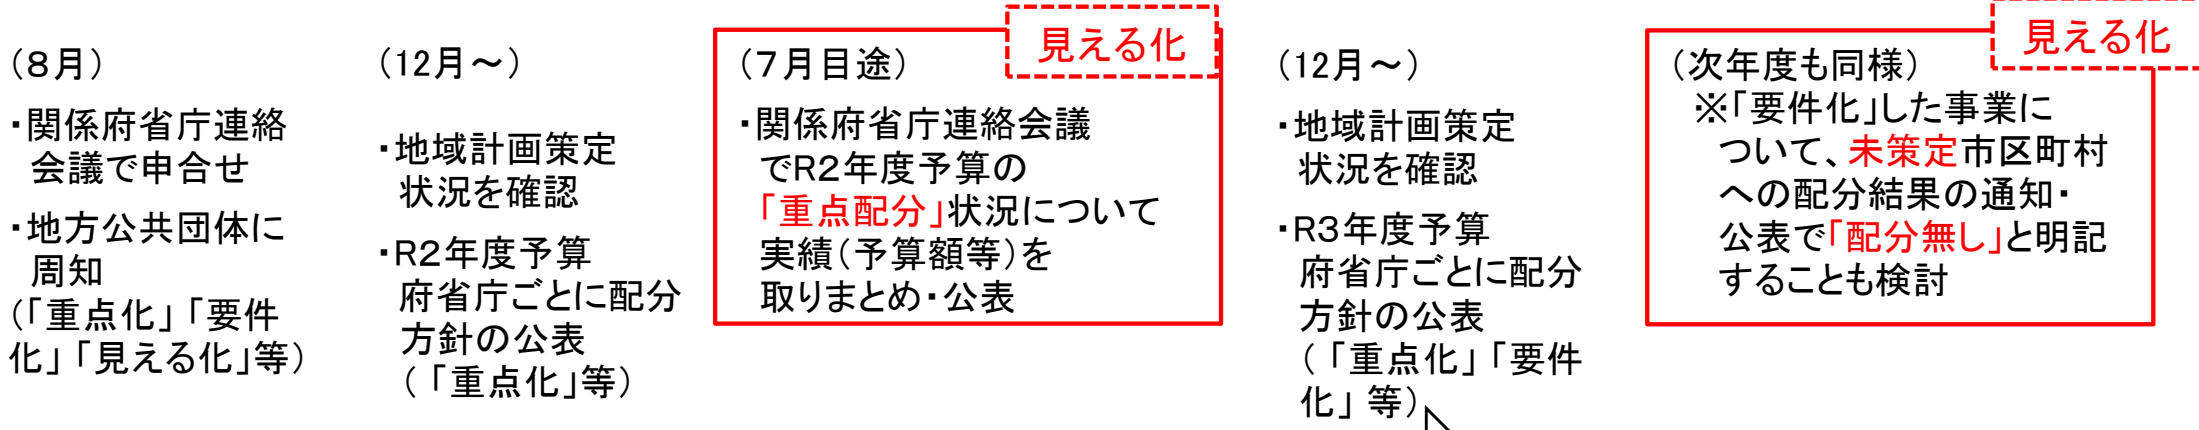 （8月）
・関係府省庁連絡
会議で申合せ
・地方公共団体に
周知
（「重点化」「要件
化」「見える化」等）
（12月～）
・地域計画策定
状況を確認
・R2年度予算
府省庁ごとに配分
方針の公表
（「重点化」等）
見える化
（7月目途）
・関係府省庁連絡会議
でR2年度予算の
「重点配分」状況について
実績（予算額等）を
取りまとめ・公表
（12月～）
・地域計画策定
状況を確認
・R3年度予算
府省庁ごとに配分
方針の公表
（「重点化」「要件
化」等）
見える化
（次年度も同様）
※「要件化」した事業に
ついて、未策定市区町村
への配分結果の通知・
公表で「配分無し」と明記
することも検討